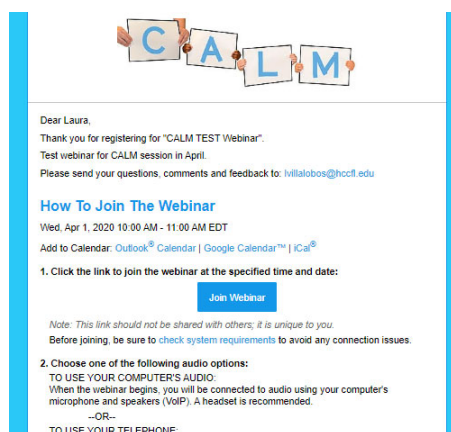 CALM
Dear Laura,
Thank you for registering for "CALM TEST Webinar".
Test webinar for CALM session in April.
Please send your questions, comments and feedback to: lvillalobos@hccfl.edu
How To Join The Webinar
Wed, Apr 1, 2020 10:00 AM - 11:00 AM EDT
Add to Calendar: Outlook® Calendar | Google Calendar™ | iCal®
1. Click the link to join the webinar at the specified time and date:
Join Webinar
Note: This link should not be shared with others; it is unique to you.
Before joining, be sure to check system requirements to avoid any connection issues.
2. Choose one of the following audio options:
TO USE YOUR COMPUTER'S AUDIO:
When the webinar begins, you will be connected to audio using your computer's
microphone and speakers (VoIP). A headset is recommended.
--OR--
TO USE YOUR TELEPHONE: